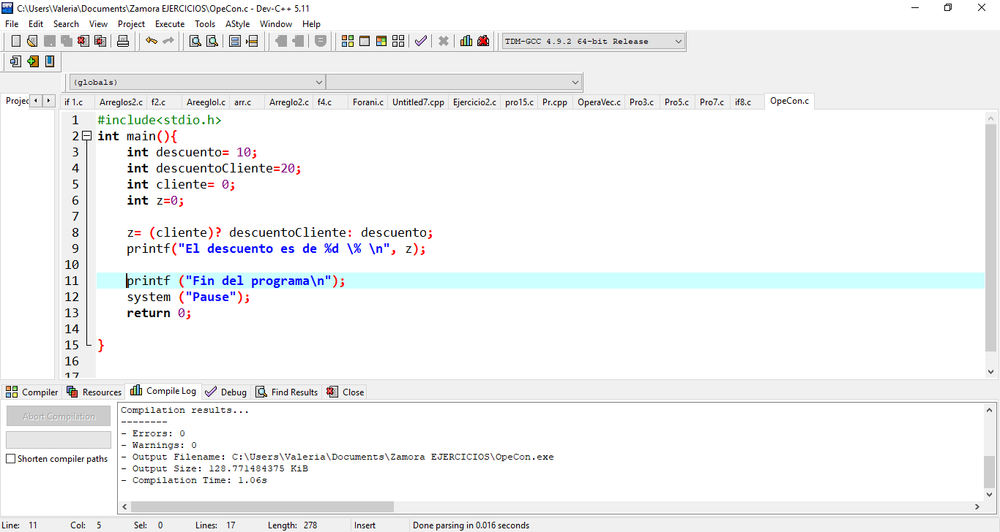 C:\Users\Valeria\Documents\Zamora EJERCICIOS\OpeCon.c - Dev-C++ 5.11
File Edit Search View Project Execute Tools AStyle Window Help
TDM-GCC 4.9.2 64-bit Release
(globals)
Projec if 1.c Arreglos2.c f2.c Areeglol.c arr.c Arreglo2.c f4.c Forani.c Untitled7.cpp Ejercicio2.c pro15.c Pr.cpp OperaVec.c Pro3.c Pro5.c Pro7.c if8.c OpeCon.c
1 #include<stdio.h>
2 int main(){
3 int descuento= 10;
4 int descuentoCliente=20;
5 int cliente= 0;
6 int z=0;
7
8 z= (cliente)? descuentoCliente: descuento;
9 printf("El descuento es de %d \% \n", z);
10
11 printf ("Fin del programa\n");
12 system ("Pause");
13 return 0;
14
15 }
16
17
Compiler Resources Compile Log Debug Find Results Close
Abort Compilation
Shorten compiler paths
Compilation results...
--------
- Errors: 0
- Warnings: 0
- Output Filename: C:\Users\Valeria\Documents\Zamora EJERCICIOS\OpeCon.exe
- Output Size: 128.771484375 KiB
- Compilation Time: 1.06s
Line: 11 Col: 5 Sel: 0 Lines: 17 Length: 278 Insert Done parsing in 0.016 seconds